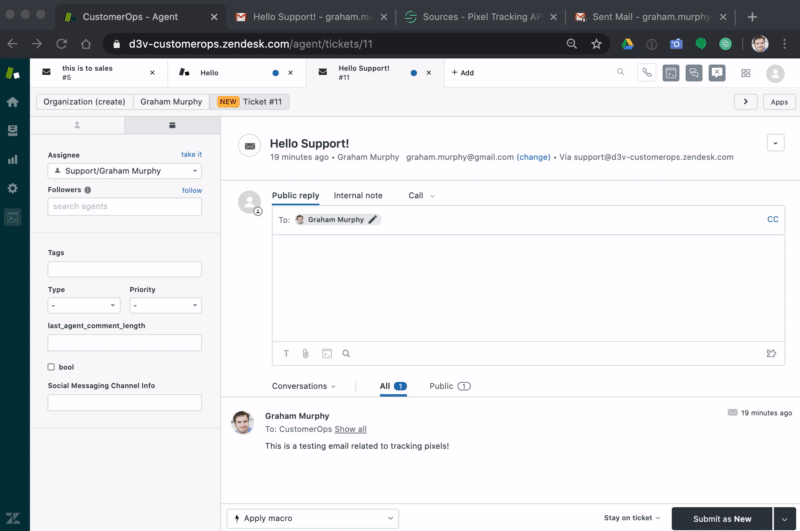 CustomerOps - Agent
Hello Support! - graham.m
Sources - Pixel Tracking AP
Sent Mail - graham.murphy
d3v-customerops.zendesk.com/agent/tickets/11
this is to sales
#5
Hello
Hello Support!
#11
+ Add
Organization (create)
Graham Murphy
NEW Ticket #11
Apps
Assignee
take it
Support/Graham Murphy
Followers
follow
search agents
Tags
Type
Priority
-
-
last_agent_comment_length
bool
Social Messaging Channel Info
Hello Support!
19 minutes ago • Graham Murphy graham.murphy@gmail.com (change) • Via support@d3v-customerops.zendesk.com
Public reply
Internal note
Call
To: Graham Murphy
CC
T
Conversations
All 1
Public 1
Graham Murphy
19 minutes ago
To: CustomerOps Show all
This is a testing email related to tracking pixels!
Apply macro
Stay on ticket
Submit as New